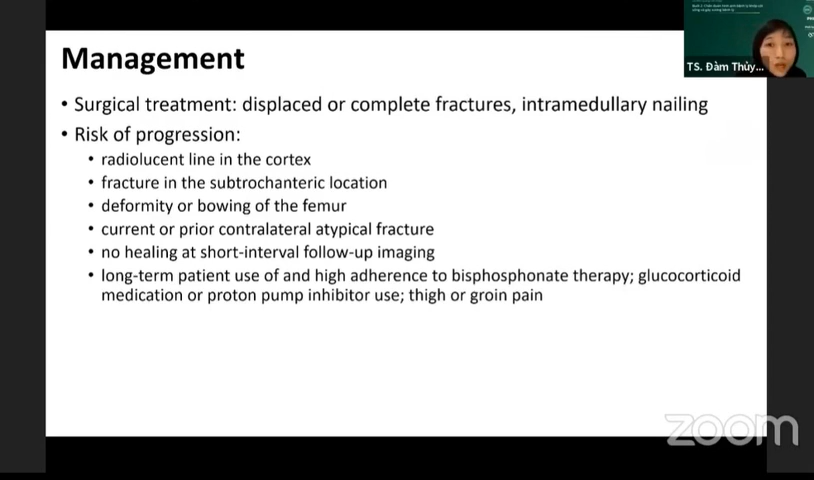 Management
• Surgical treatment: displaced or complete fractures, intramedullary nailing
• Risk of progression:
• radiolucent line in the cortex
• fracture in the subtrochanteric location
• deformity or bowing of the femur
• current or prior contralateral atypical fracture
• no healing at short-interval follow-up imaging
• long-term patient use of and high adherence to bisphosphonate therapy; glucocorticoid
medication or proton pump inhibitor use; thigh or groin pain
TS. Đàm Thủy...
zoom